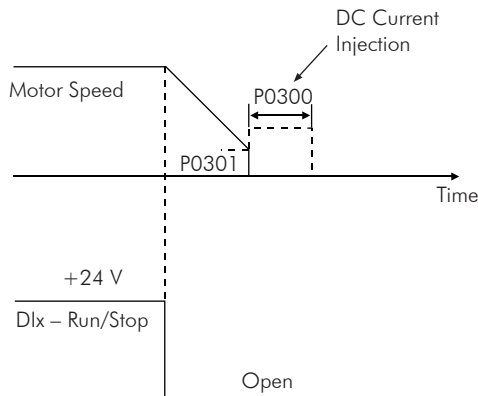 DC Current
Injection
Motor Speed
P0300
P0301
Time
+24 V
DIx – Run/Stop
Open